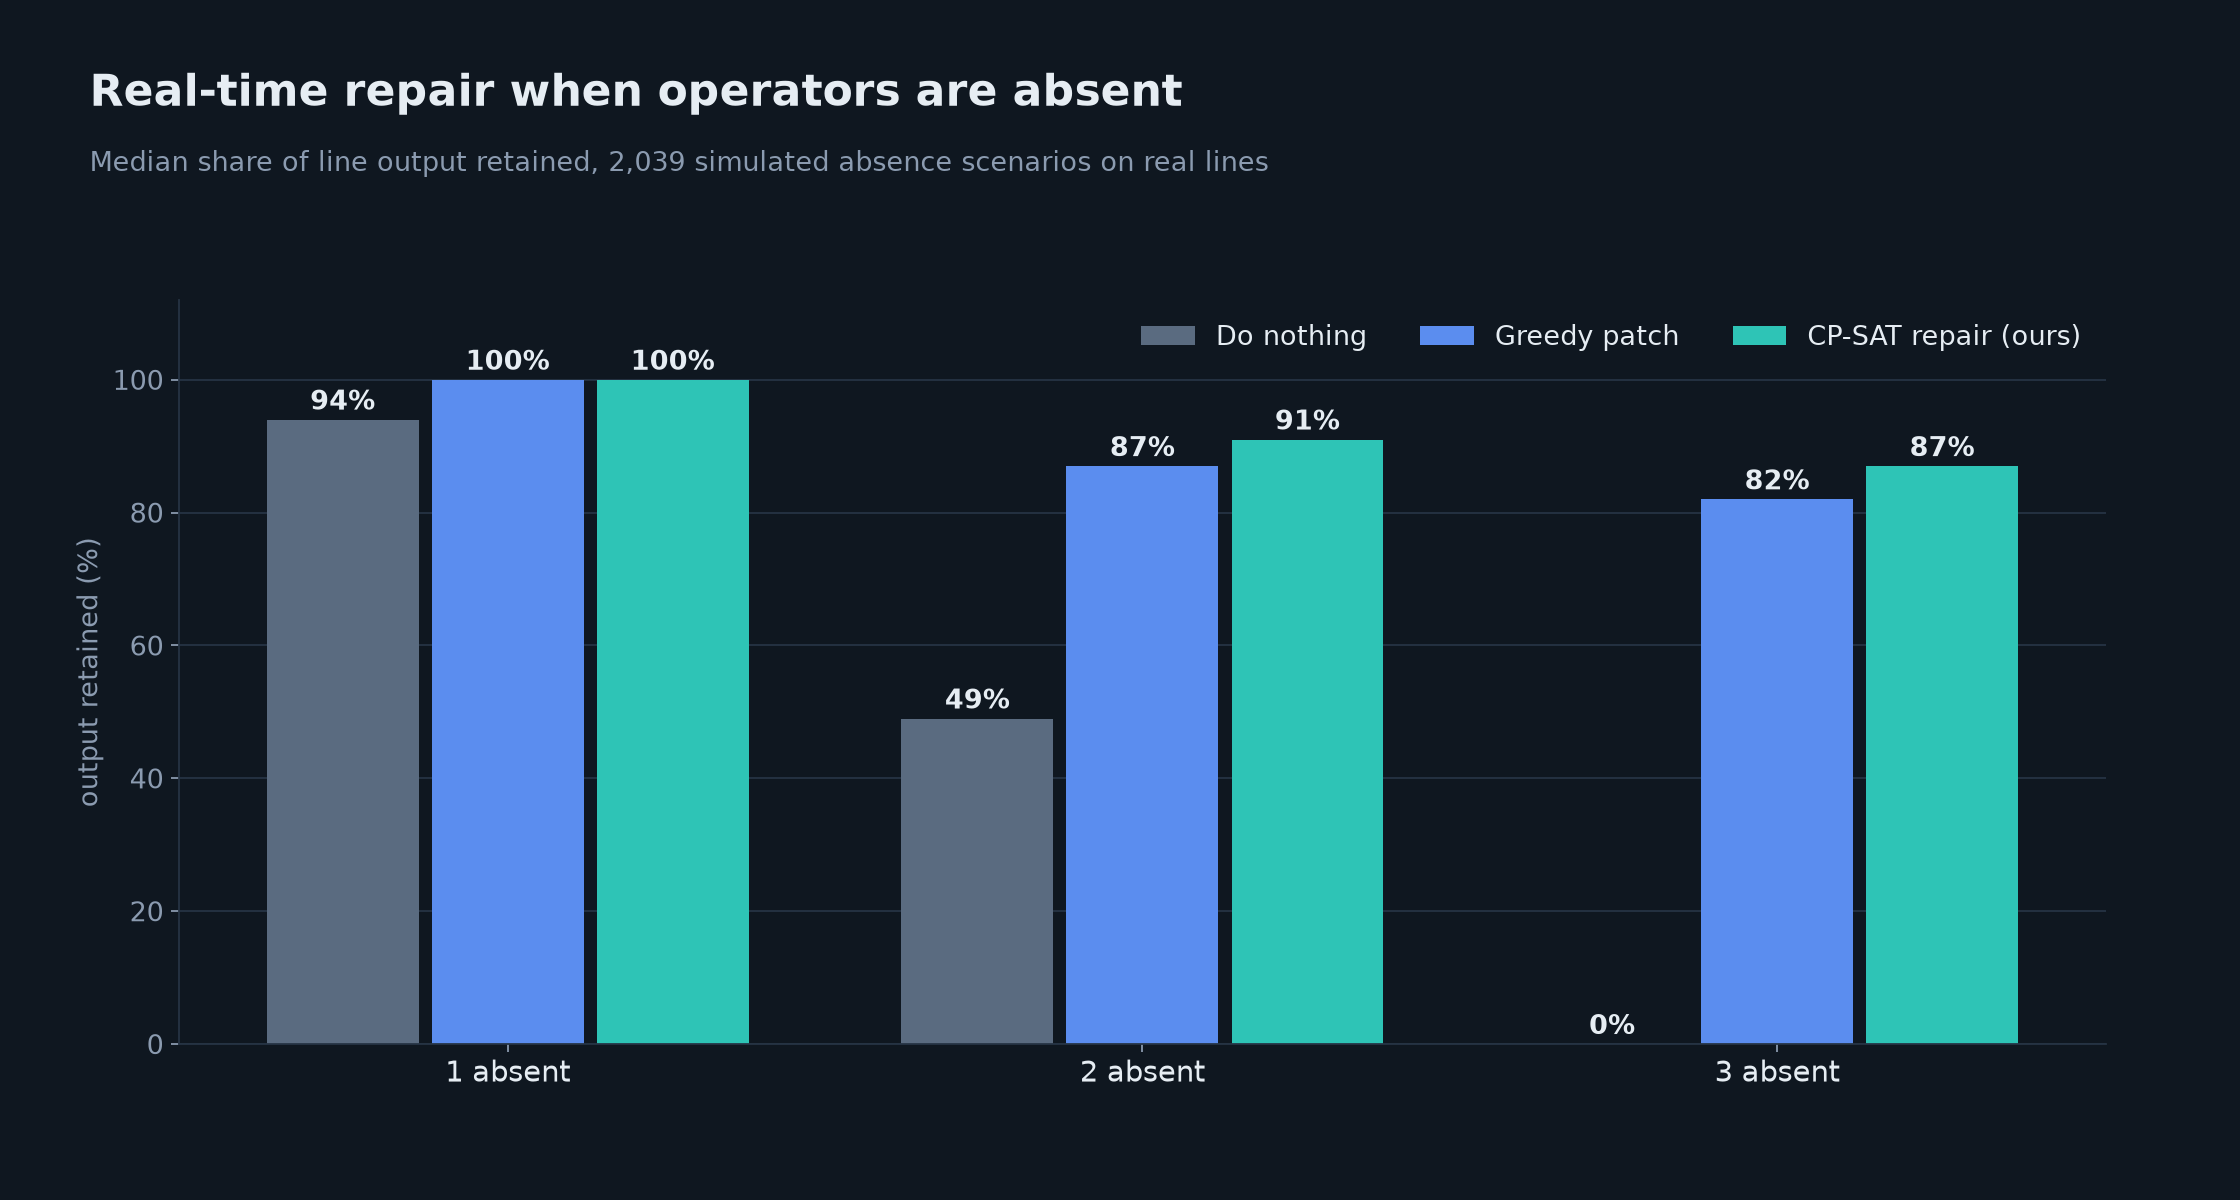 Real-time repair when operators are absent
Median share of line output retained, 2,039 simulated absence scenarios on real lines
Do nothing
Greedy patch
CP-SAT repair (ours)
output retained (%)
100
80
60
40
20
0
94%
100%
100%
49%
87%
91%
0%
82%
87%
1 absent
2 absent
3 absent